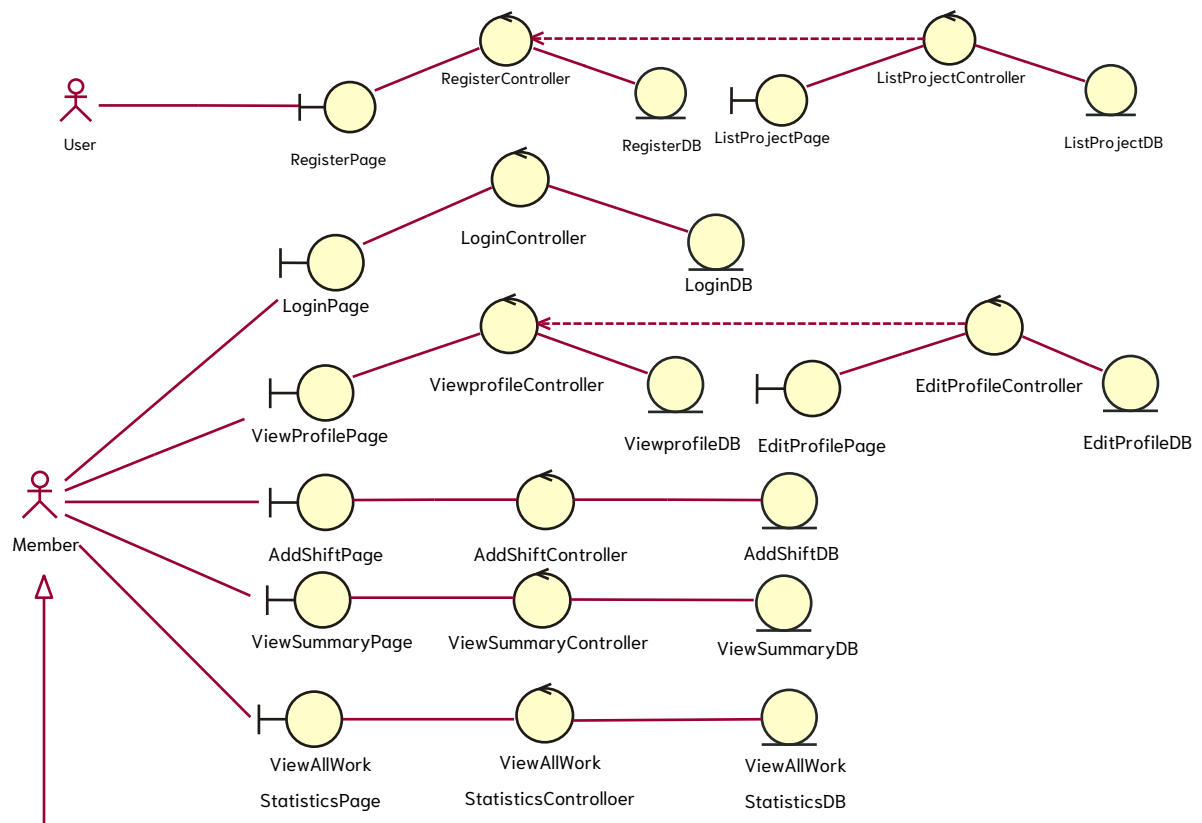 RegisterController
ListProjectController
User
RegisterPage
RegisterDB
ListProjectPage
ListProjectDB
LoginController
LoginPage
LoginDB
ViewprofileController
EditProfileController
ViewProfilePage
ViewprofileDB
EditProfilePage
EditProfileDB
Member
AddShiftPage
AddShiftController
AddShiftDB
ViewSummaryPage
ViewSummaryController
ViewSummaryDB
ViewAllWork
StatisticsPage
ViewAllWork
StatisticsControlloer
ViewAllWork
StatisticsDB